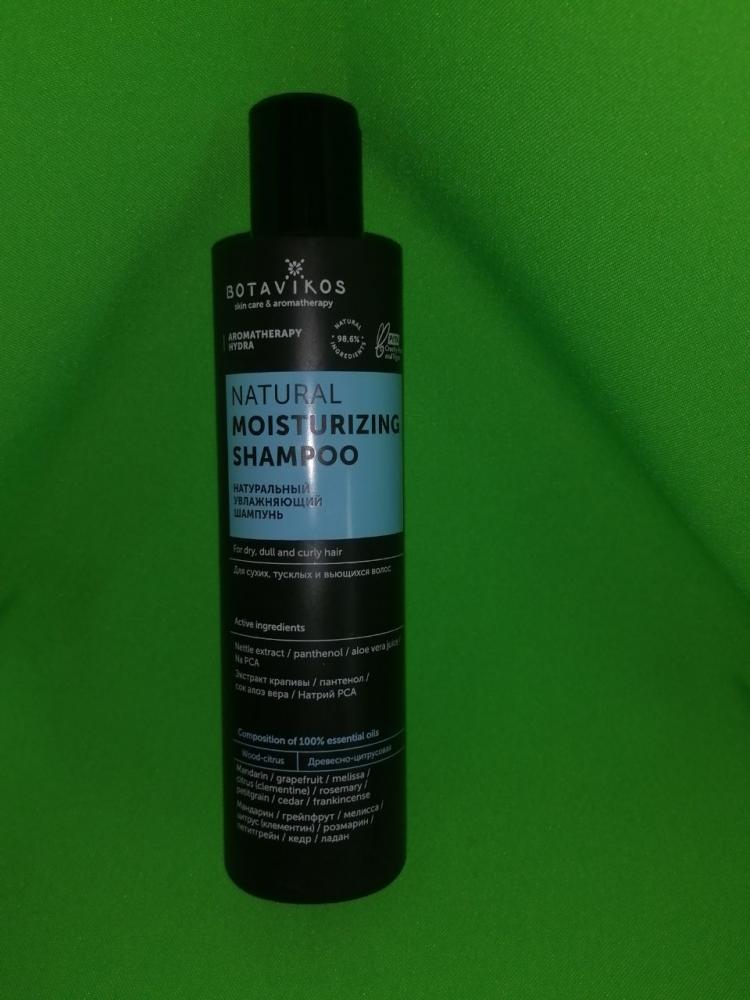 BOTAVIKOS
skin care & aromatherapy
AROMATHERAPY
HYDRA
NATURAL
98,6%
INGREDIENTS
NATURAL
MOISTURIZING
SHAMPOO
НАТУРАЛЬНЫЙ
УВЛАЖНЯЮЩИЙ
ШАМПУНЬ
For dry, dull and curly hair
Для сухих, тусклых и вьющихся волос
Active ingredients
Nettle extract / panthenol / aloe vera juice /
Na PCA
Экстракт крапивы / пантенол /
сок алоэ вера / Натрий PCA
Composition of 100% essential oils
Wood-citrus
Древесно-цитрусовая
Mandarin / grapefruit / melissa /
citrus (clementine) / rosemary /
petitgrain / cedar / frankincense
Мандарин / грейпфрут / мелисса /
цитрус (клементин) / розмарин /
петитгрейн / кедр / ладан